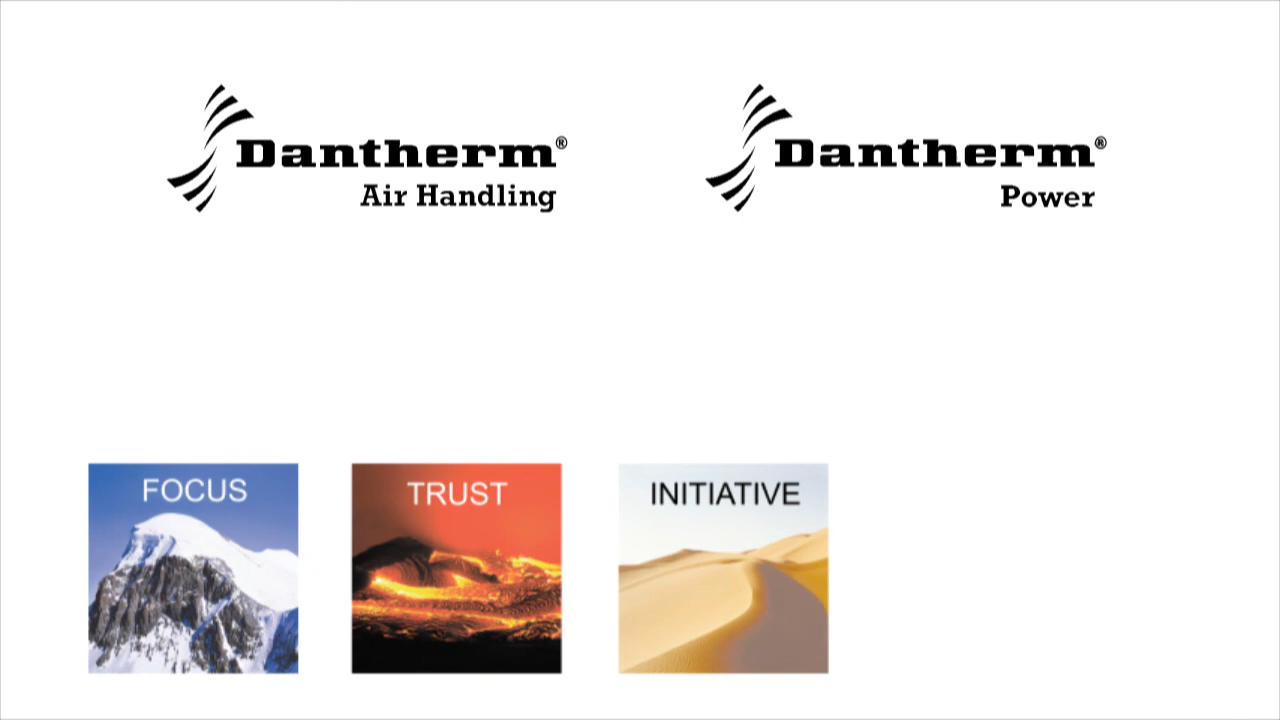 Dantherm®
Air Handling
Dantherm®
Power
FOCUS
TRUST
INITIATIVE